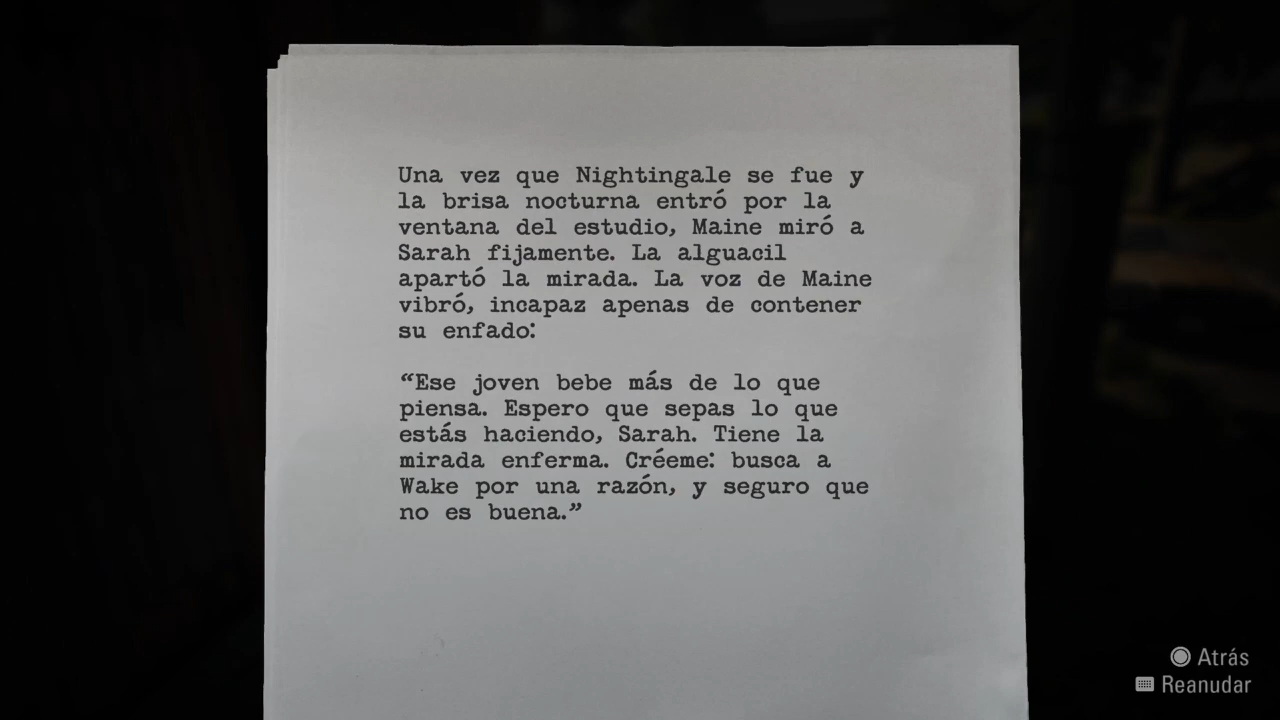 Una vez que Nightingale se fue y
la brisa nocturna entró por la
ventana del estudio, Maine miró a
Sarah fijamente. La alguacil
apartó la mirada. La voz de Maine
vibró, incapaz apenas de contener
su enfado:
“Ese joven bebe más de lo que
piensa. Espero que sepas lo que
estás haciendo, Sarah. Tiene la
mirada enferma. Créeme: busca a
Wake por una razón, y seguro que
no es buena.”
Atrás
Reanudar